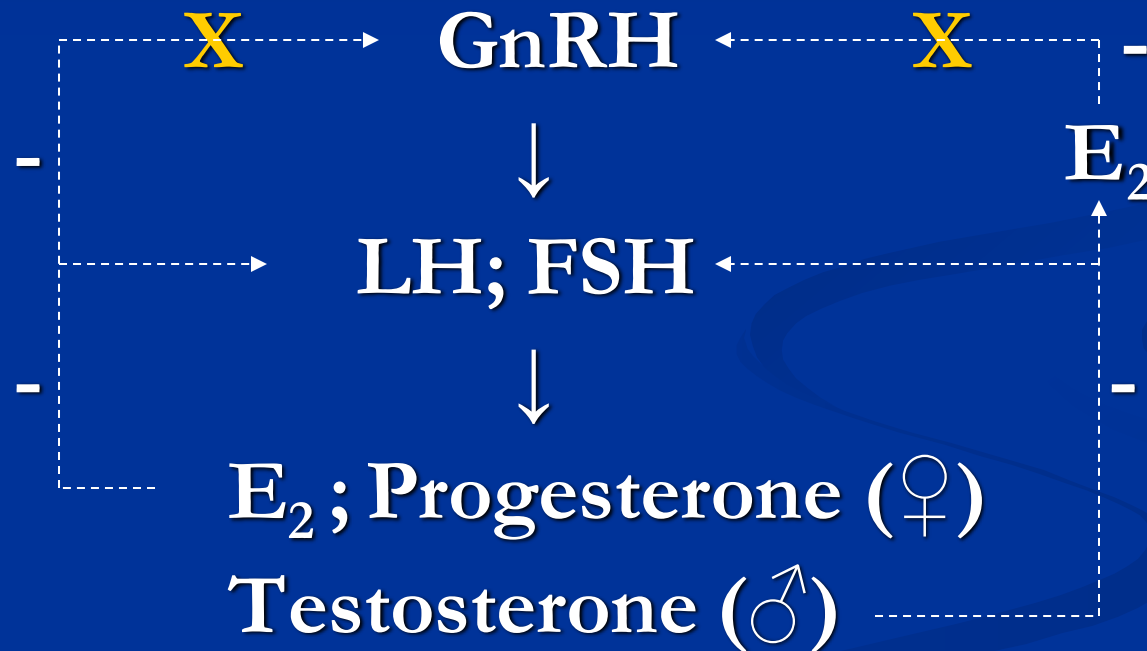 X GnRH X -
↓
- E₂
LH; FSH
↓
- -
E₂ ; Progesterone (♀)
Testosterone (♂)